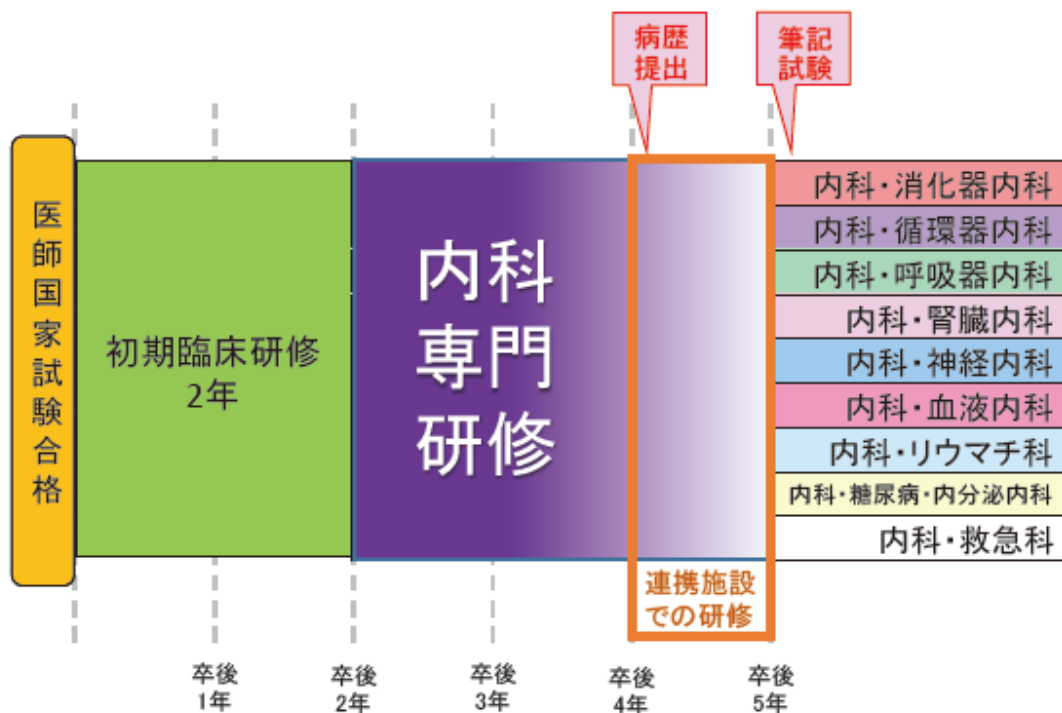 病歴
提出
筆記
試験
医師国家試験合格
初期臨床研修
2年
内科
専門
研修
内科・消化器内科
内科・循環器内科
内科・呼吸器内科
内科・腎臓内科
内科・神経内科
内科・血液内科
内科・リウマチ科
内科・糖尿病・内分泌内科
内科・救急科
連携施設
での研修
卒後
1年
卒後
2年
卒後
3年
卒後
4年
卒後
5年